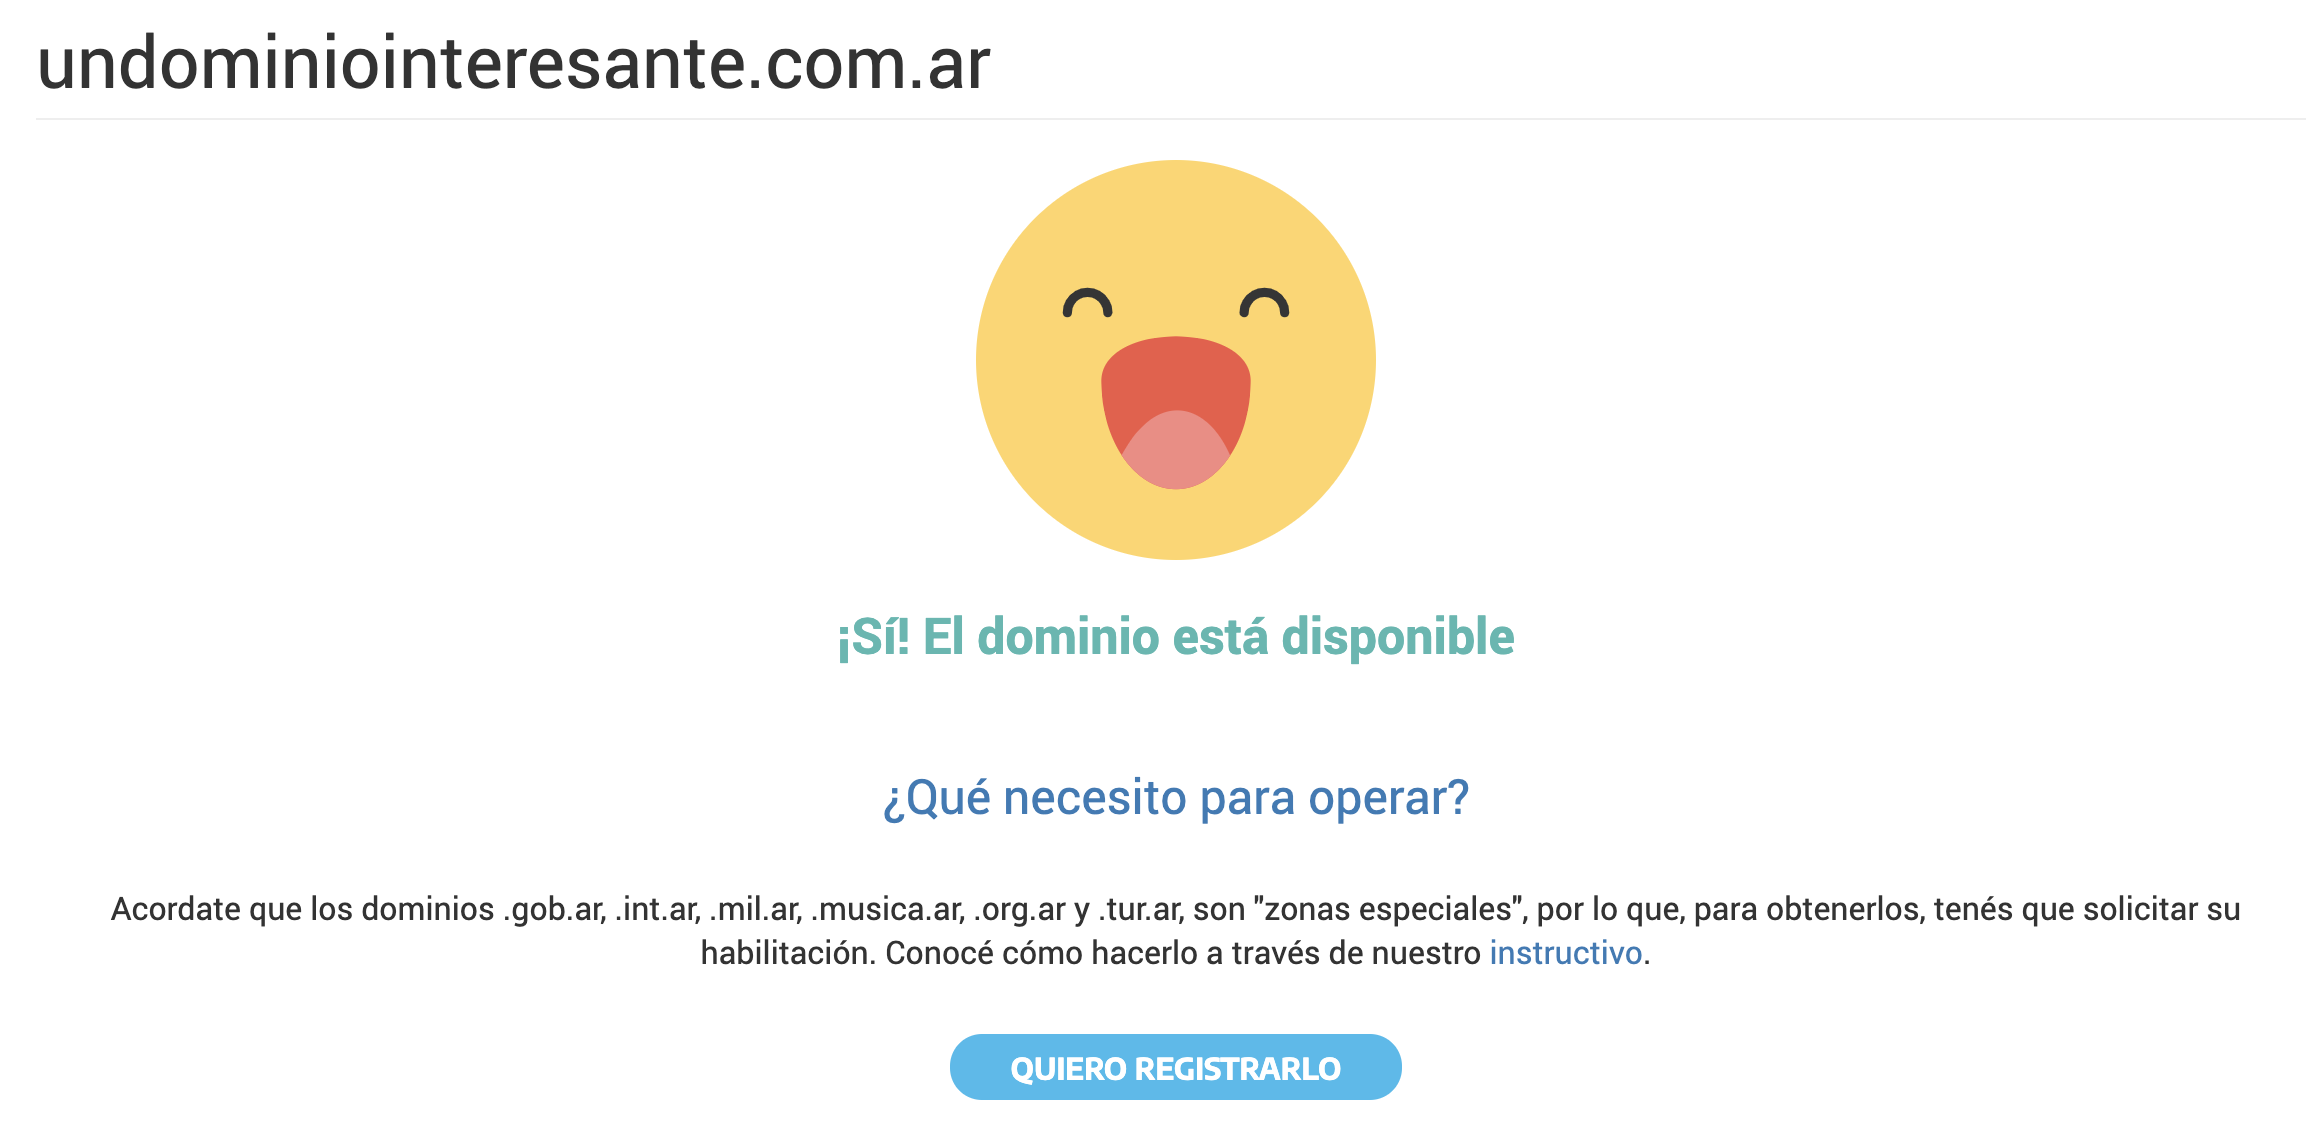 undominiointeresante.com.ar
¡Sí! El dominio está disponible
¿Qué necesito para operar?
Acordate que los dominios .gob.ar, .int.ar, .mil.ar, .musica.ar, .org.ar y .tur.ar, son "zonas especiales", por lo que, para obtenerlos, tenés que solicitar su
habilitación. Conocé cómo hacerlo a través de nuestro instructivo.
QUIERO REGISTRARLO